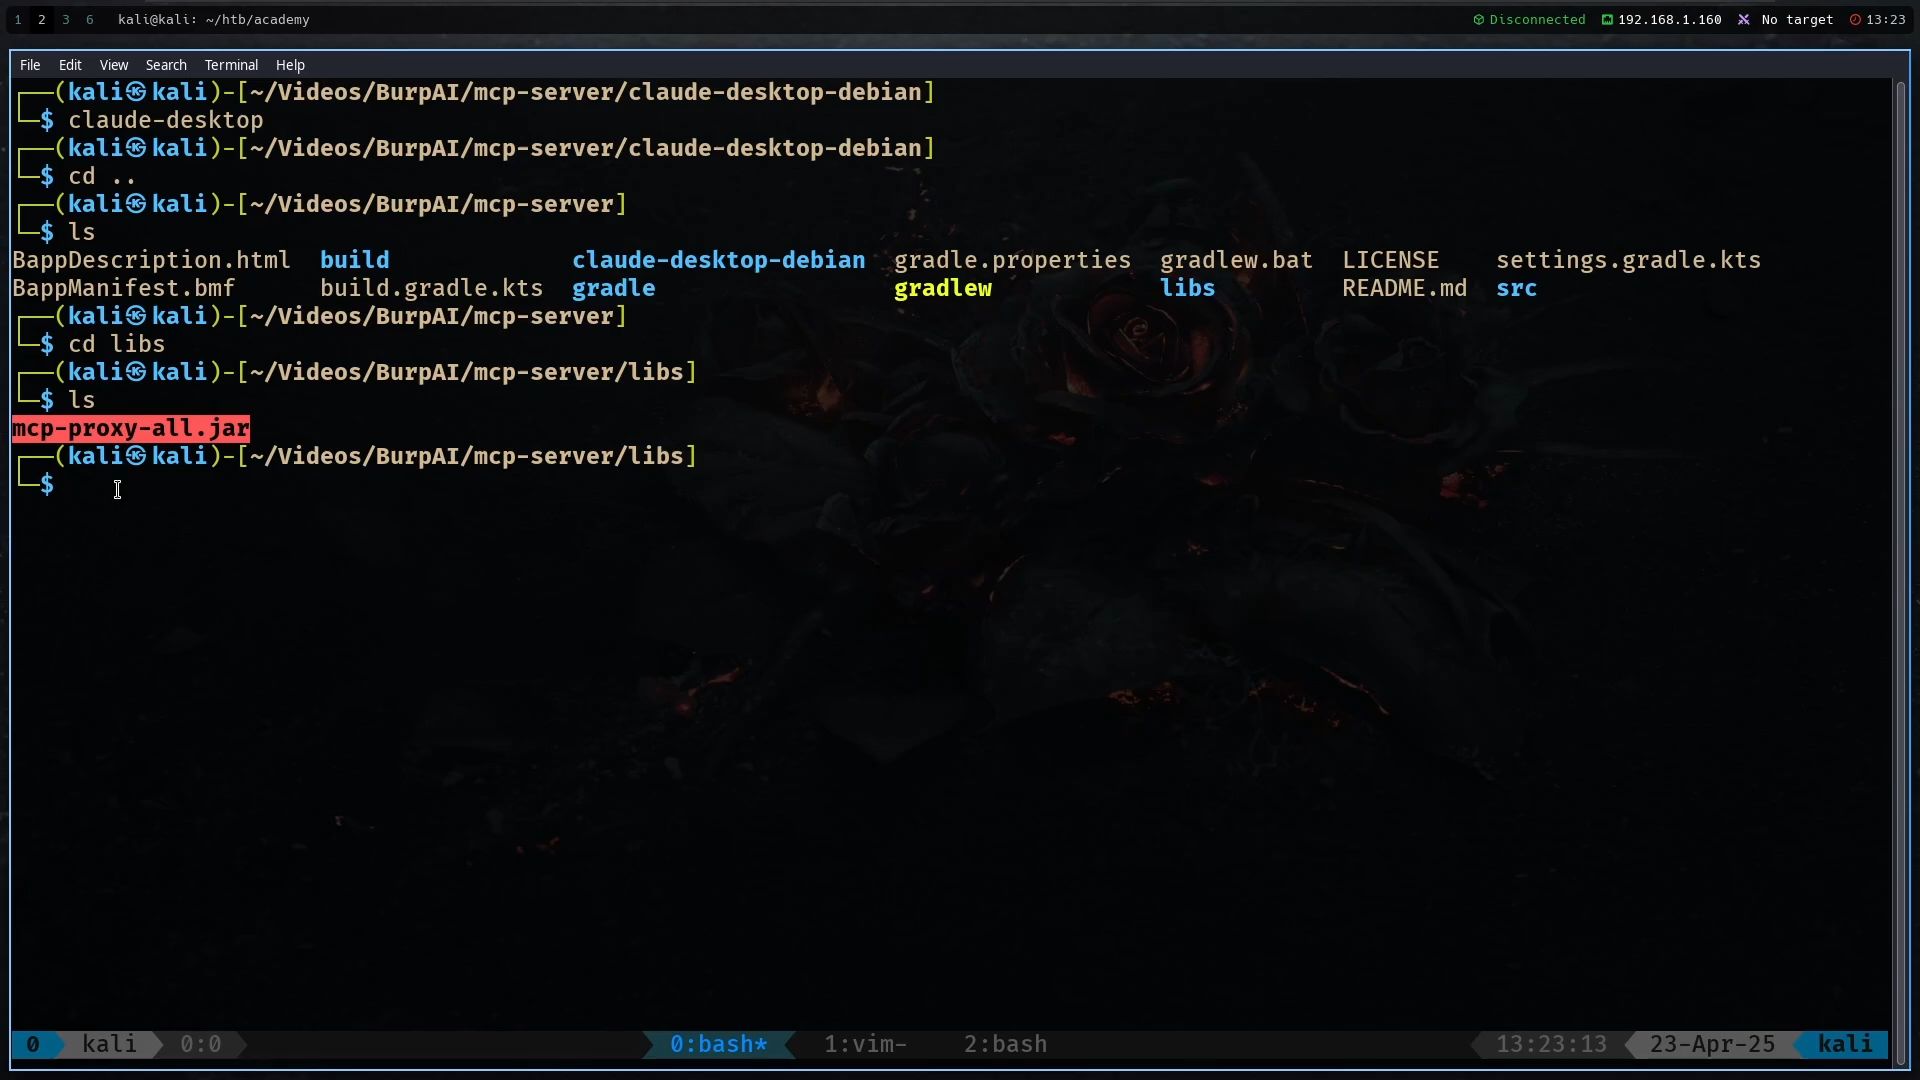 1 2 3 6 kali@kali: ~/htb/academy Disconnected 192.168.1.160 No target 13:23
File Edit View Search Terminal Help
┌──(kali㉿kali)-[~/Videos/BurpAI/mcp-server/claude-desktop-debian]
└─$ claude-desktop
┌──(kali㉿kali)-[~/Videos/BurpAI/mcp-server/claude-desktop-debian]
└─$ cd ..
┌──(kali㉿kali)-[~/Videos/BurpAI/mcp-server]
└─$ ls
BappDescription.html build claude-desktop-debian gradle.properties gradlew.bat LICENSE settings.gradle.kts
BappManifest.bmf build.gradle.kts gradle gradlew libs README.md src
┌──(kali㉿kali)-[~/Videos/BurpAI/mcp-server]
└─$ cd libs
┌──(kali㉿kali)-[~/Videos/BurpAI/mcp-server/libs]
└─$ ls
mcp-proxy-all.jar
┌──(kali㉿kali)-[~/Videos/BurpAI/mcp-server/libs]
└─$
0 kali 0:0 0:bash* 1:vim- 2:bash 13:23:13 23-Apr-25 kali